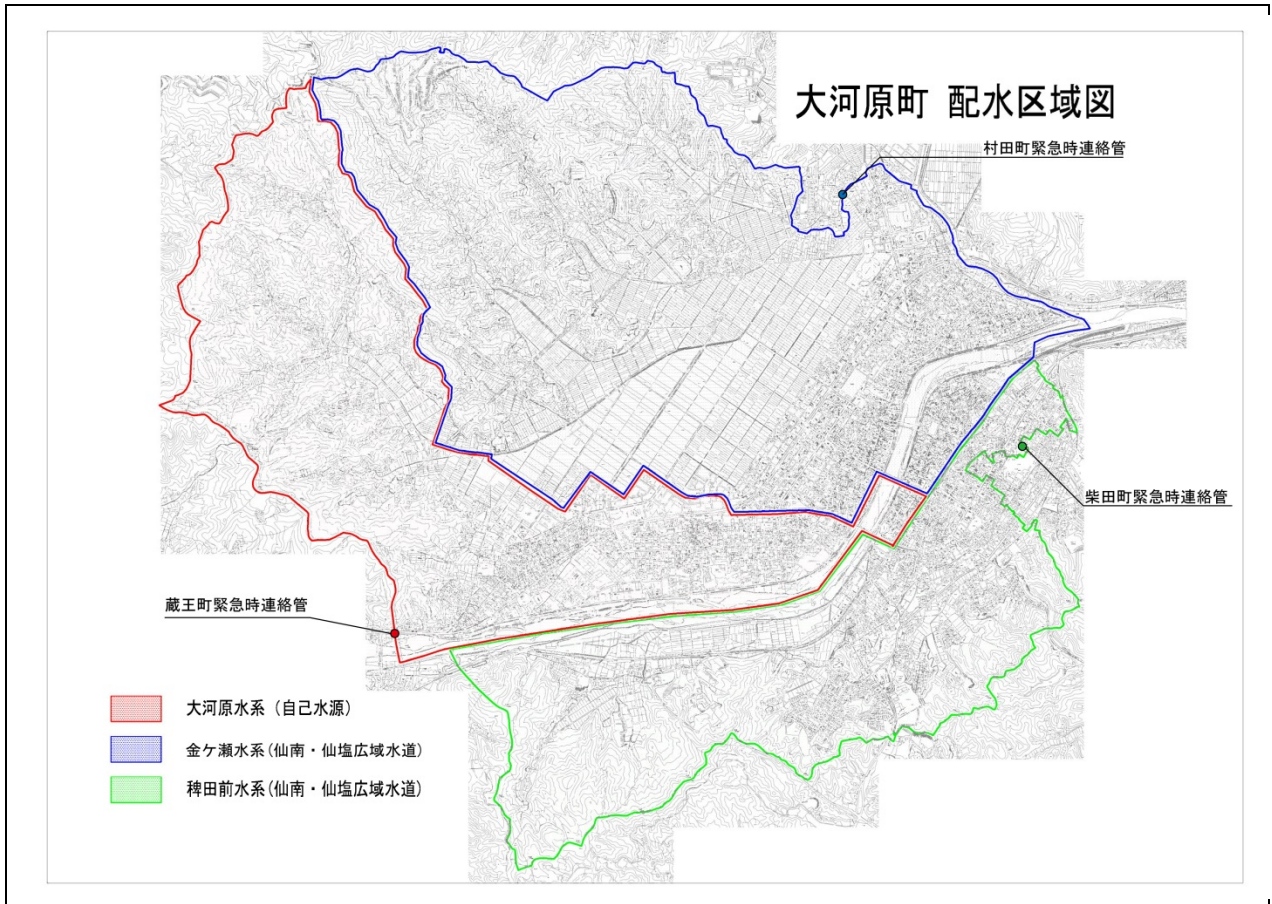 大河原町 配水区域図
村田町緊急時連絡管
柴田町緊急時連絡管
蔵王町緊急時連絡管
大河原水系（自己水源）
金ケ瀬水系(仙南・仙塩広域水道)
稗田前水系(仙南・仙塩広域水道)